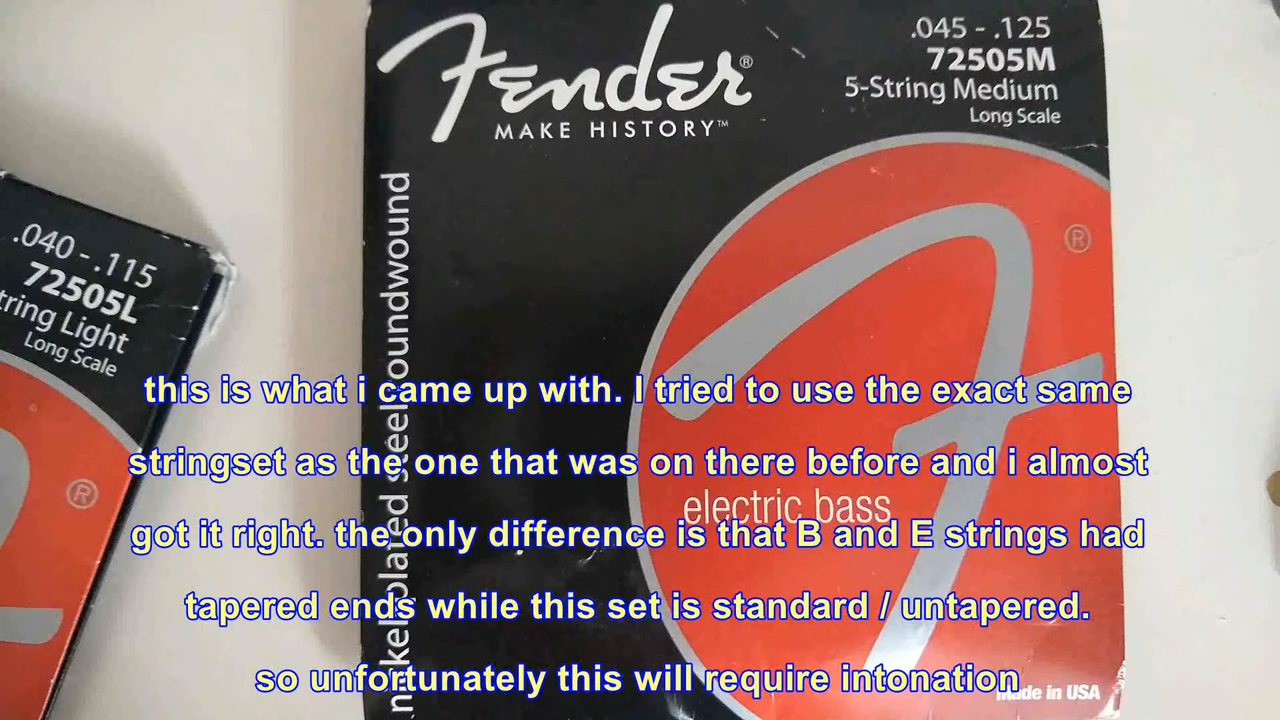 Fender®
MAKE HISTORY™
.045 - .125
72505M
5-String Medium
Long Scale
nickelplated steel roundwound
®
electric bass
Made in USA
.040 - .115
72505L
tring Light
Long Scale
®
this is what i came up with. I tried to use the exact same
stringset as the one that was on there before and i almost
got it right. the only difference is that B and E strings had
tapered ends while this set is standard / untapered.
so unfortunately this will require intonation